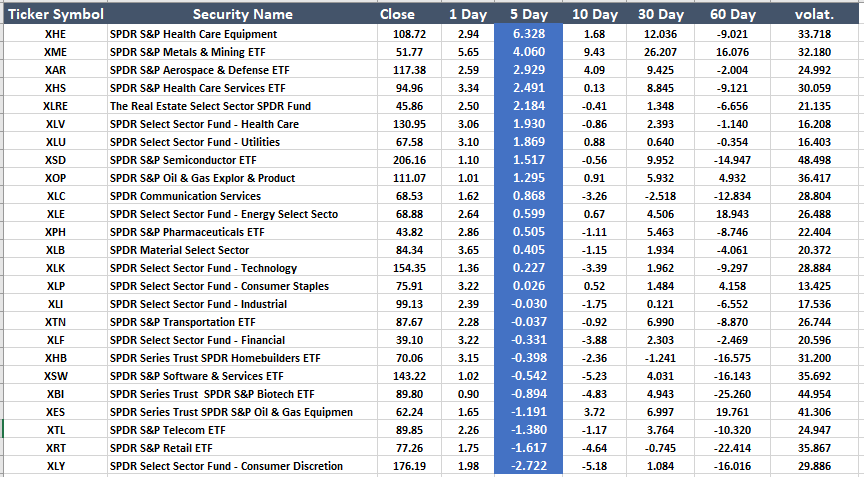 Ticker Symbol Security Name Close 1 Day 5 Day 10 Day 30 Day 60 Day volat.
XHE SPDR S&P Health Care Equipment 108.72 2.94 6.328 1.68 12.036 -9.021 33.718
XME SPDR S&P Metals & Mining ETF 51.77 5.65 4.060 9.43 26.207 16.076 32.180
XAR SPDR S&P Aerospace & Defense ETF 117.38 2.59 2.929 4.09 9.425 -2.004 24.992
XHS SPDR S&P Health Care Services ETF 94.96 3.34 2.491 0.13 8.845 -9.121 30.059
XLRE The Real Estate Select Sector SPDR Fund 45.86 2.50 2.184 -0.41 1.348 -6.656 21.135
XLV SPDR Select Sector Fund - Health Care 130.95 3.06 1.930 -0.86 2.393 -1.140 16.208
XLU SPDR Select Sector Fund - Utilities 67.58 3.10 1.869 0.88 0.640 -0.354 16.403
XSD SPDR S&P Semiconductor ETF 206.16 1.10 1.517 -0.56 9.952 -14.947 48.498
XOP SPDR S&P Oil & Gas Explor & Product 111.07 1.01 1.295 0.91 5.932 4.932 36.417
XLC SPDR Communication Services 68.53 1.62 0.868 -3.26 -2.518 -12.834 28.804
XLE SPDR Select Sector Fund - Energy Select Secto 68.88 2.64 0.599 0.67 4.506 18.943 26.488
XPH SPDR S&P Pharmaceuticals ETF 43.82 2.86 0.505 -1.11 5.463 -8.746 22.404
XLB SPDR Material Select Sector 84.34 3.65 0.405 -1.15 1.934 -4.061 20.372
XLK SPDR Select Sector Fund - Technology 154.35 1.36 0.227 -3.39 1.962 -9.297 28.884
XLP SPDR Select Sector Fund - Consumer Staples 75.91 3.22 0.026 0.52 1.484 4.158 13.425
XLI SPDR Select Sector Fund - Industrial 99.13 2.39 -0.030 -1.75 0.121 -6.552 17.536
XTN SPDR S&P Transportation ETF 87.67 2.28 -0.037 -0.92 6.990 -8.870 26.744
XLF SPDR Select Sector Fund - Financial 39.10 3.22 -0.331 -3.88 2.303 -2.469 20.596
XHB SPDR Series Trust SPDR Homebuilders ETF 70.06 3.15 -0.398 -2.36 -1.241 -16.575 31.200
XSW SPDR S&P Software & Services ETF 143.22 1.02 -0.542 -5.23 4.031 -16.143 35.692
XBI SPDR Series Trust SPDR S&P Biotech ETF 89.80 0.90 -0.894 -4.83 4.943 -25.260 44.954
XES SPDR Series Trust SPDR S&P Oil & Gas Equipmen 62.24 1.65 -1.191 3.72 6.997 19.761 41.306
XTL SPDR S&P Telecom ETF 89.85 2.26 -1.380 -1.17 3.764 -10.320 24.947
XRT SPDR S&P Retail ETF 77.26 1.75 -1.617 -4.64 -0.745 -22.414 35.867
XLY SPDR Select Sector Fund - Consumer Discretion 176.19 1.98 -2.722 -5.18 1.084 -16.016 29.886